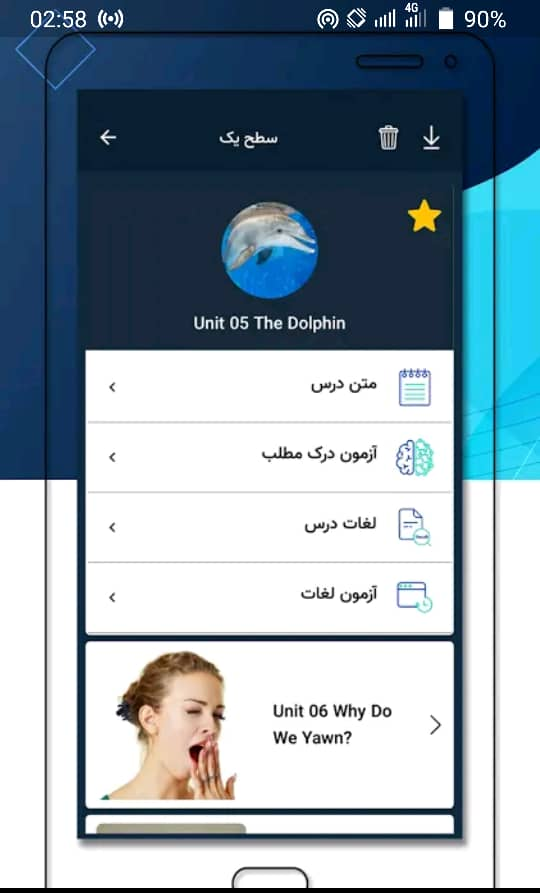 02:58
4G
90%
سطح یک
Unit 05 The Dolphin
متن درس
آزمون درک مطلب
لغات درس
آزمون لغات
Unit 06 Why Do
We Yawn?